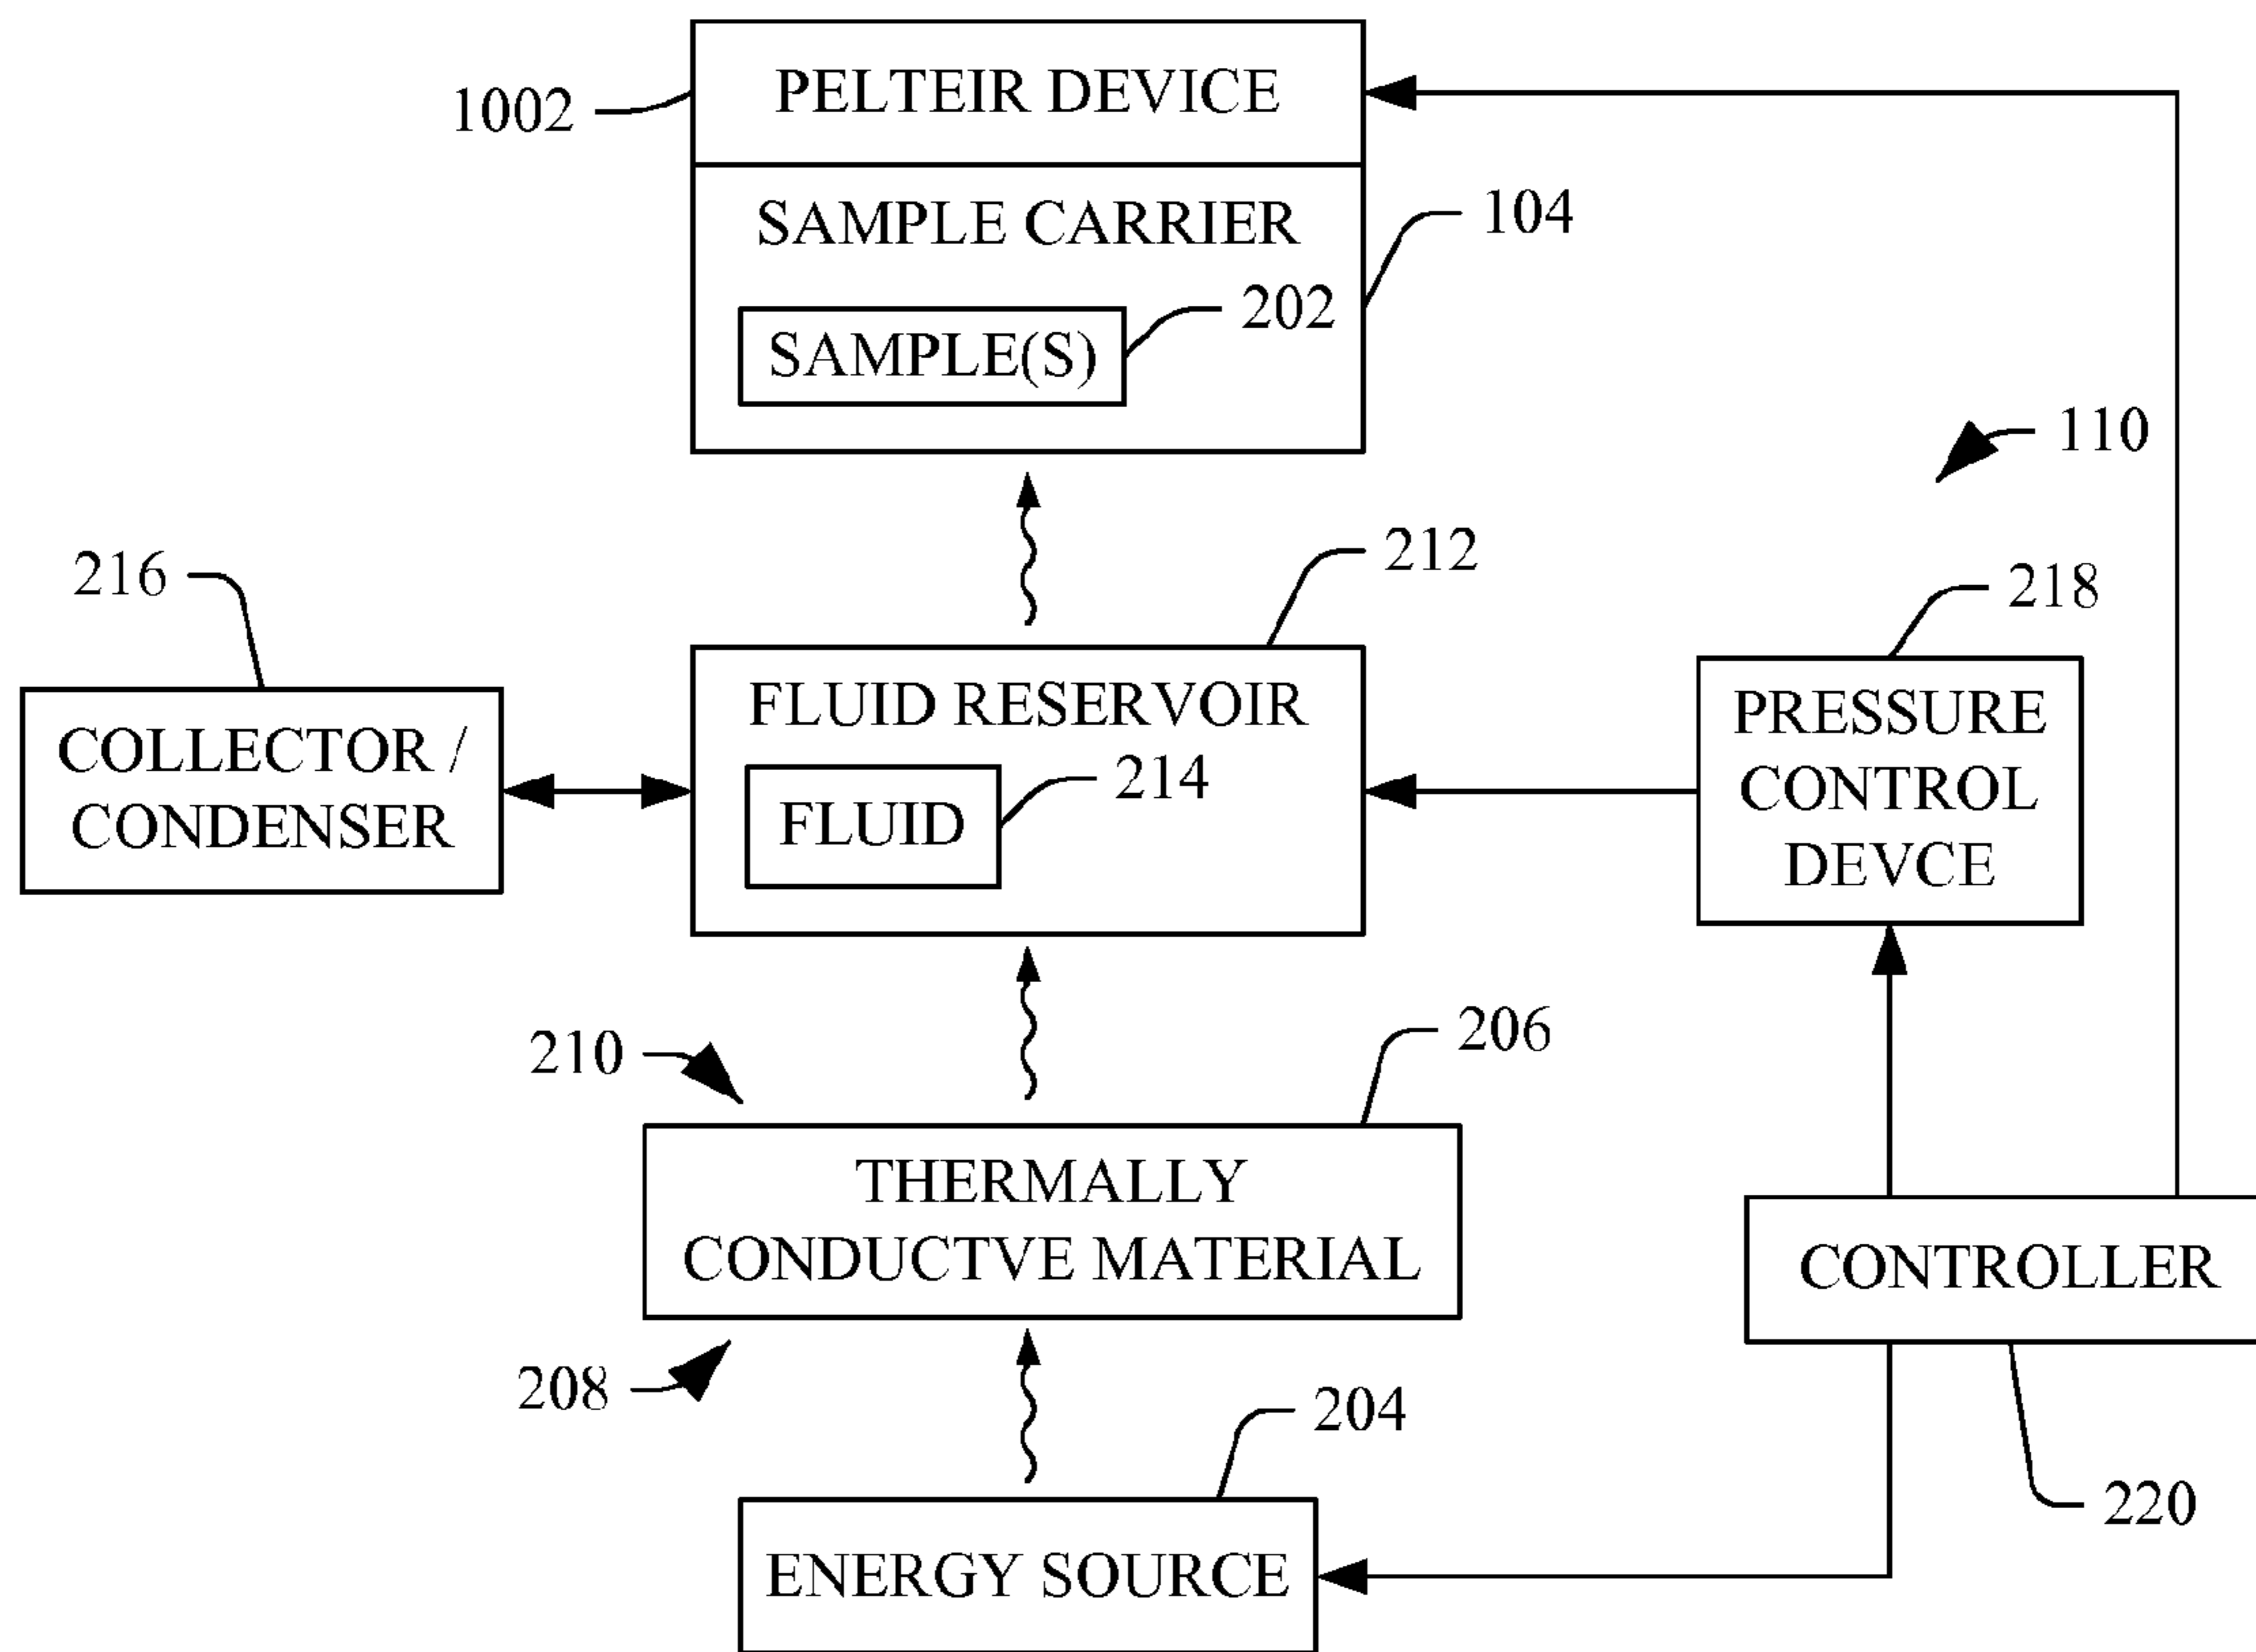 PELTEIR DEVICE
1002
SAMPLE CARRIER
104
202
SAMPLE(S)
110
212
216
218
FLUID RESERVOIR
214
FLUID
COLLECTOR /
CONDENSER
PRESSURE
CONTROL
DEVCE
206
210
THERMALLY
CONDUCTVE MATERIAL
CONTROLLER
208
204
220
ENERGY SOURCE